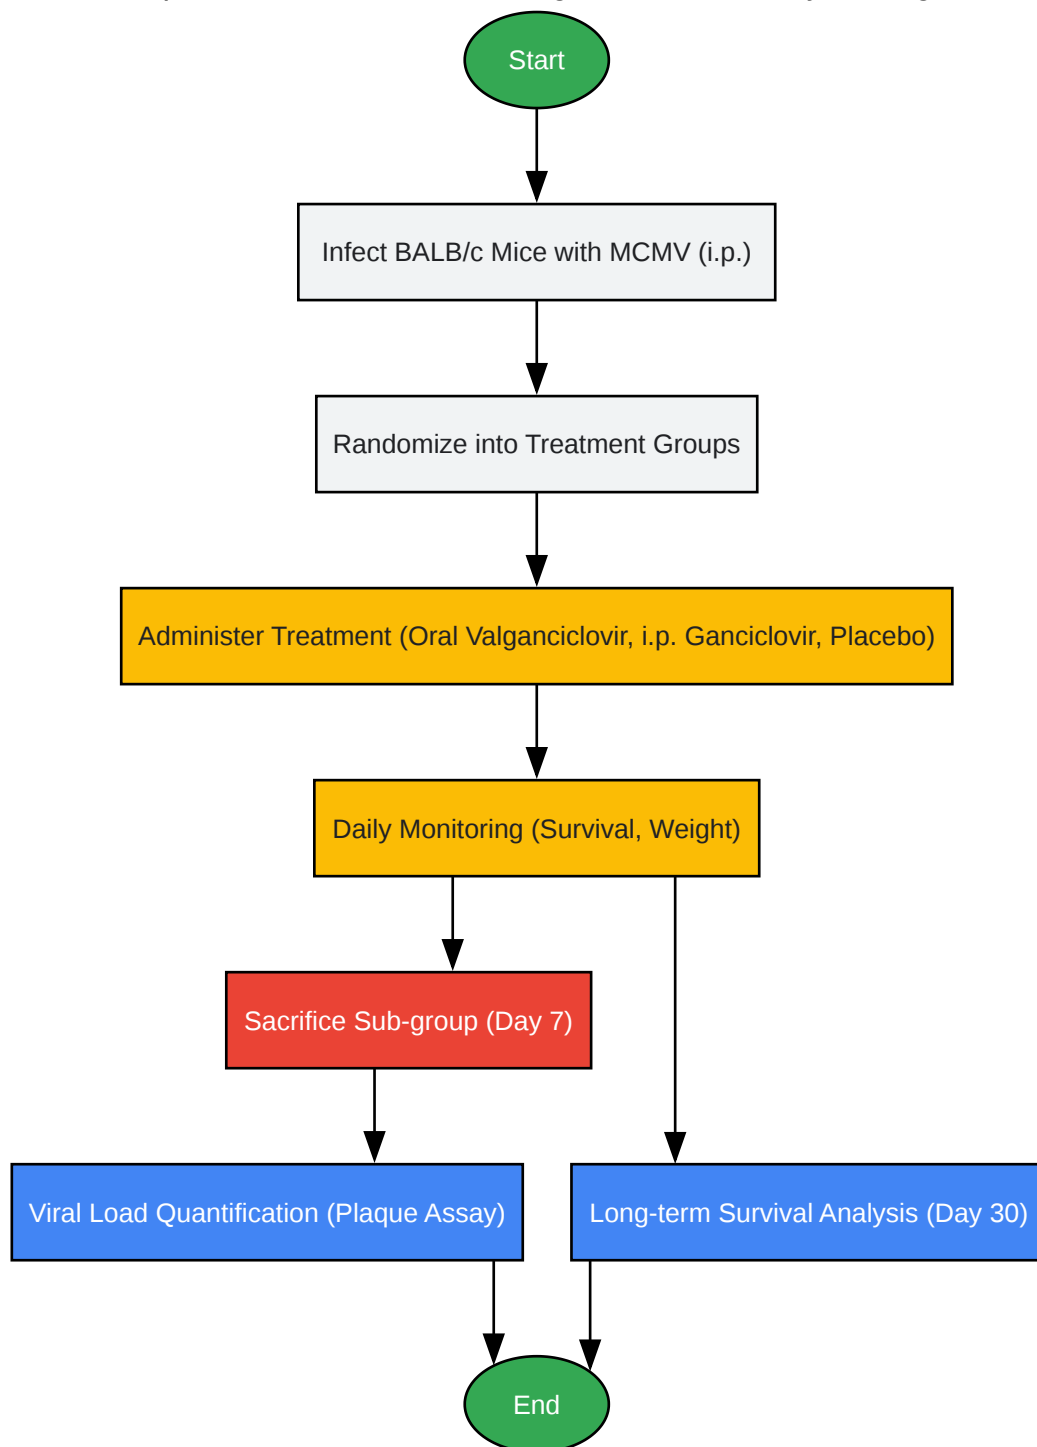 Start
Infect BALB/c Mice with MCMV (i.p.)
Randomize into Treatment Groups
Administer Treatment (Oral Valganciclovir, i.p. Ganciclovir, Placebo)
Daily Monitoring (Survival, Weight)
Sacrifice Sub-group (Day 7)
Viral Load Quantification (Plaque Assay)
Long-term Survival Analysis (Day 30)
End